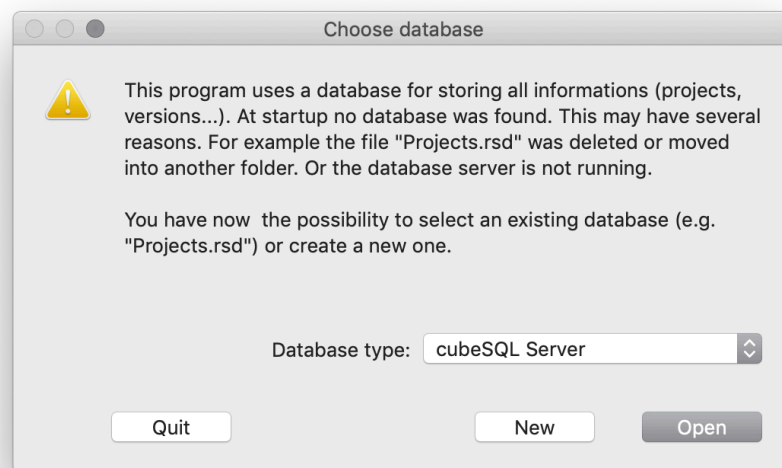 Choose database
This program uses a database for storing all informations (projects,
versions...). At startup no database was found. This may have several
reasons. For example the file "Projects.rsd" was deleted or moved
into another folder. Or the database server is not running.
You have now  the possibility to select an existing database (e.g.
"Projects.rsd") or create a new one.
Database type: cubeSQL Server
Quit New Open